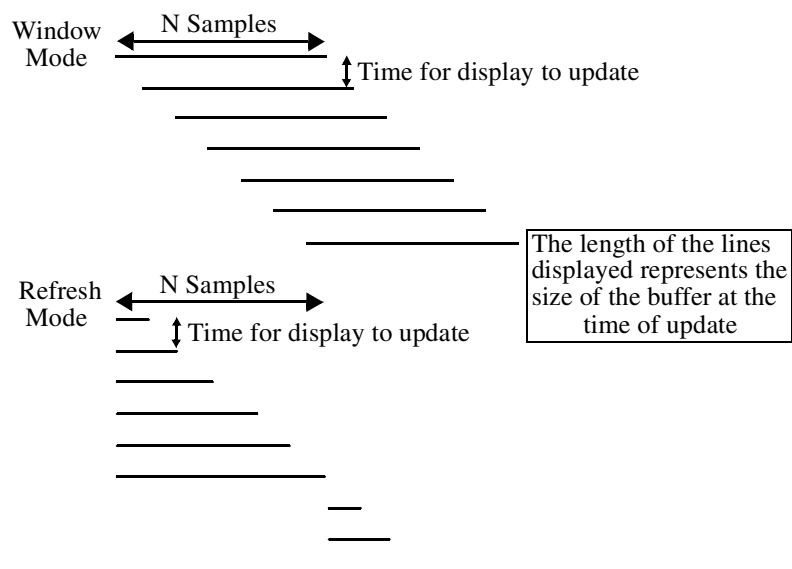 Window
Mode
N Samples
Time for display to update
The length of the lines
displayed represents the
size of the buffer at the
time of update
Refresh
Mode
N Samples
Time for display to update